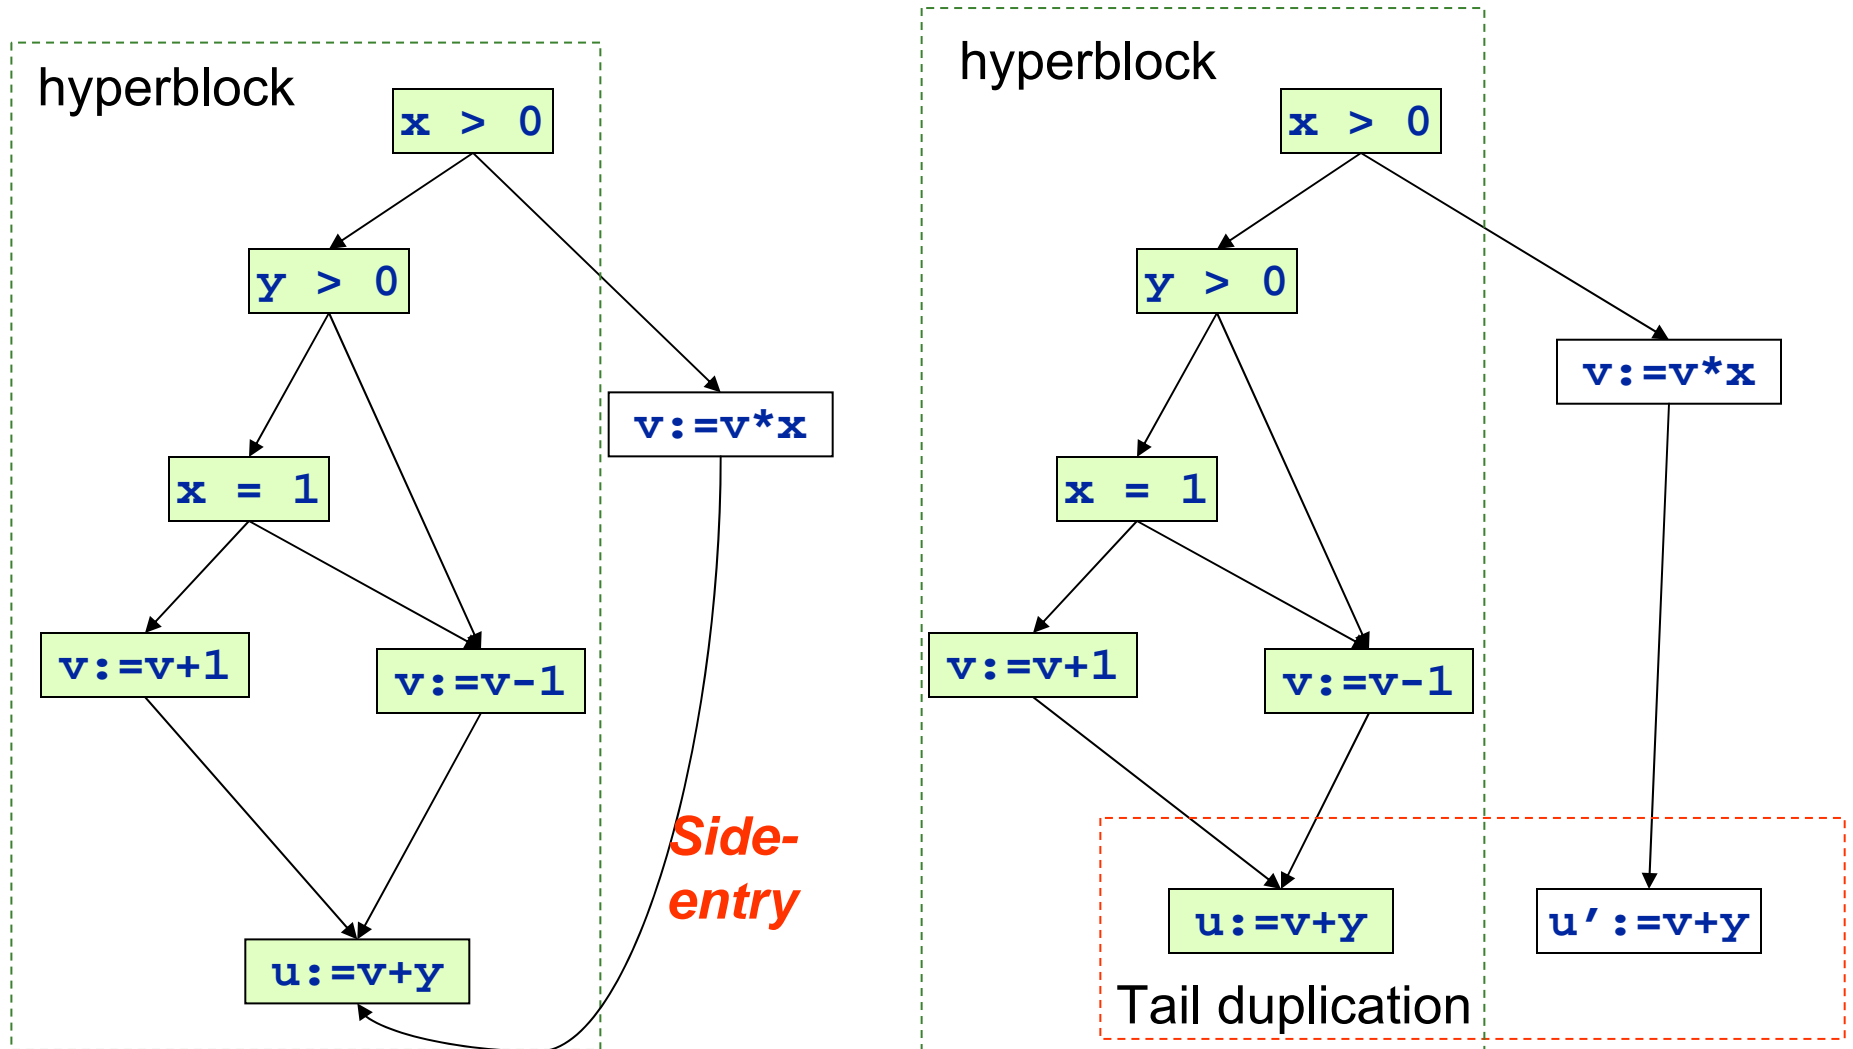 hyperblock
x > 0
y > 0
v:=v*x
x = 1
v:=v+1
v:=v-1
Side-
entry
u:=v+y
hyperblock
x > 0
y > 0
v:=v*x
x = 1
v:=v+1
v:=v-1
u:=v+y
u’:=v+y
Tail duplication